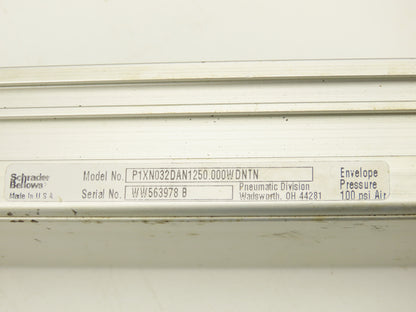 Schrader
Bellows
Made in U.S.A.
Model No. P1XN032DAN1250.000WDNTN
Serial No. WW563978 B
Pneumatic Division
Wadsworth, OH 44281
Envelope
Pressure
100 psi Air